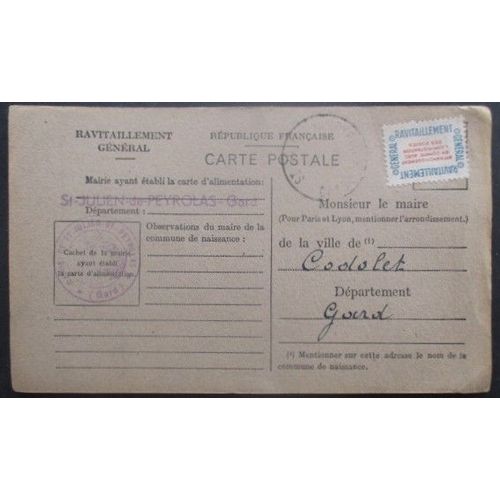 RAVITAILLEMENT
GÉNÉRAL
RÉPUBLIQUE FRANÇAISE
CARTE POSTALE
Mairie ayant établi la carte d'alimentation:
St-JULIEN-de-PEYROLAS-Gard
Département:
Observations du maire de la
commune de naissance:
Cachet de la mairie
ayant établi
la carte d'alimentation
(Gard)
RAVITAILLEMENT
GÉNÉRAL
RAVITAILLEMENT
GÉNÉRAL
Monsieur le maire
(Pour Paris et Lyon, mentionner l'arrondissement.)
de la ville de (1)
Codolet
Département
Gard
(1) Mentionner sur cette adresse le nom de la
commune de naissance.